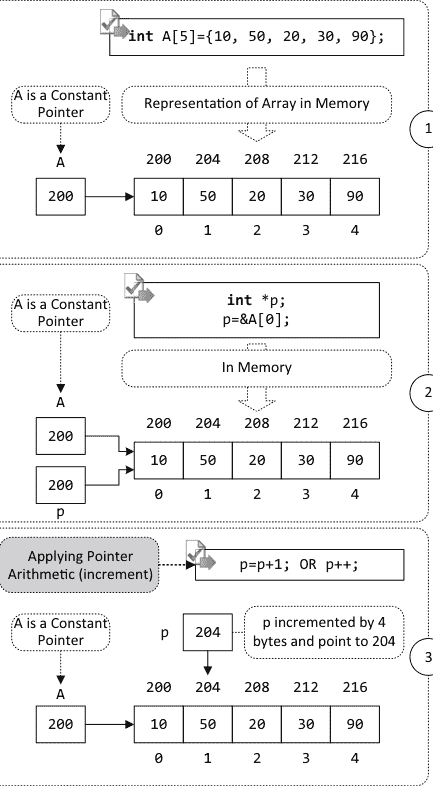 int A[5]={10, 50, 20, 30, 90};
A is a Constant
Pointer
Representation of Array in Memory
1
A
200 204 208 212 216
200
10 50 20 30 90
0 1 2 3 4
A is a Constant
Pointer
int *p;
p=&A[0];
In Memory
2
A
200 204 208 212 216
200
10 50 20 30 90
200
0 1 2 3 4
p
Applying Pointer
Arithmetic (increment)
p=p+1; OR p++;
A is a Constant
Pointer
p
204
p incremented by 4
bytes and point to 204
3
A
200 204 208 212 216
200
10 50 20 30 90
0 1 2 3 4